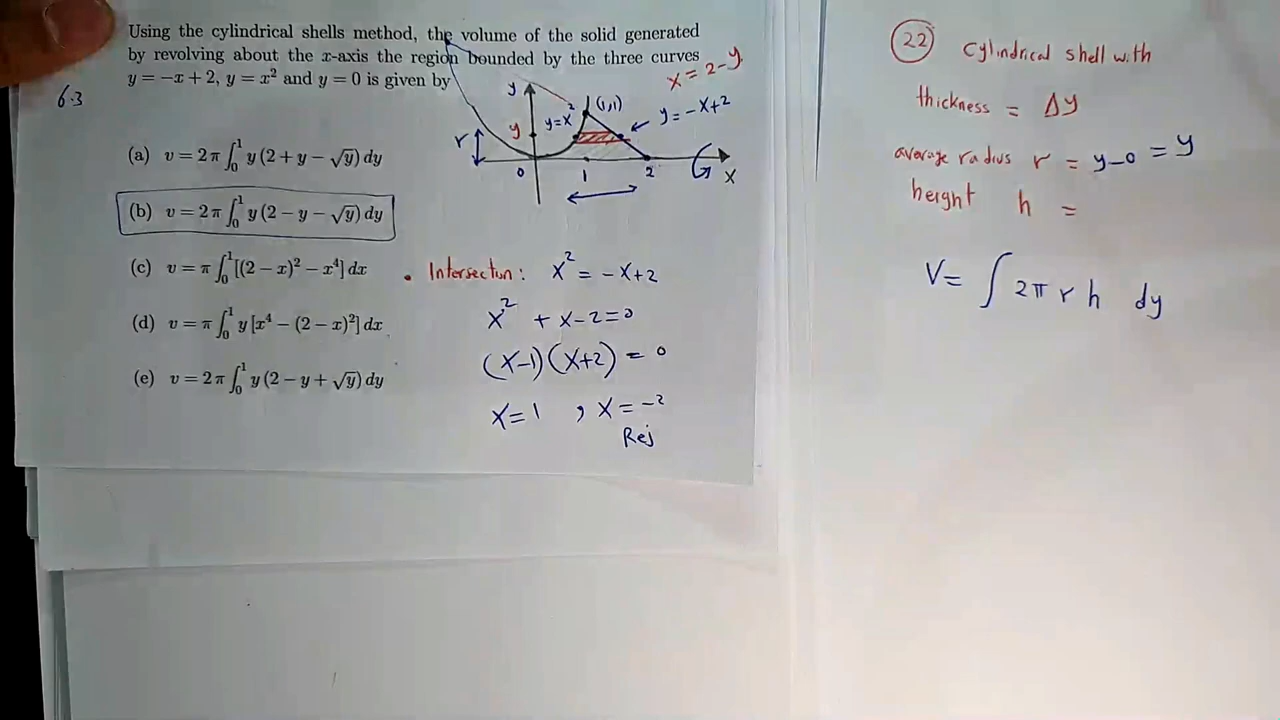 Using the cylindrical shells method, the volume of the solid generated
by revolving about the x-axis the region bounded by the three curves
y = −x + 2, y = x² and y = 0 is given by
6.3
x = 2-y
y
y=x²
(1,1)
y=-x+2
r
y
0
1
2
x
(a) v = 2π ∫₀¹ y (2 + y − √y) dy
(b) v = 2π ∫₀¹ y (2 − y − √y) dy
(c) v = π ∫₀¹ [(2 − x)² − x⁴] dx
(d) v = π ∫₀¹ y [x⁴ − (2 − x)²] dx
(e) v = 2π ∫₀¹ y (2 − y + √y) dy
• Intersection: x² = -x+2
x² + x-2=0
(x-1)(x+2) = 0
x=1 , x=-2
Rej
22 Cylindrical shell with
thickness = Δy
average radius r = y-0 = y
height h =
V= ∫ 2π r h dy